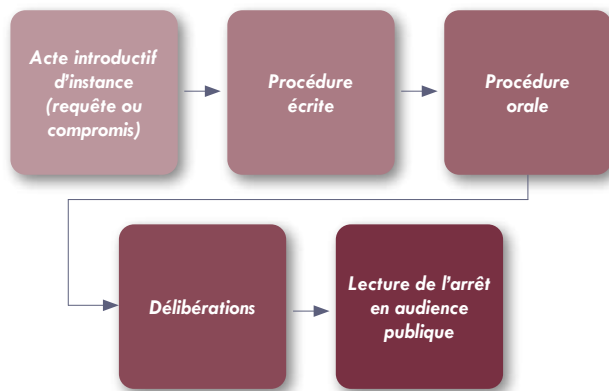 Acte introductif
d'instance
(requête ou
compromis)
Procédure
écrite
Procédure
orale
Délibérations
Lecture de l'arrêt
en audience
publique